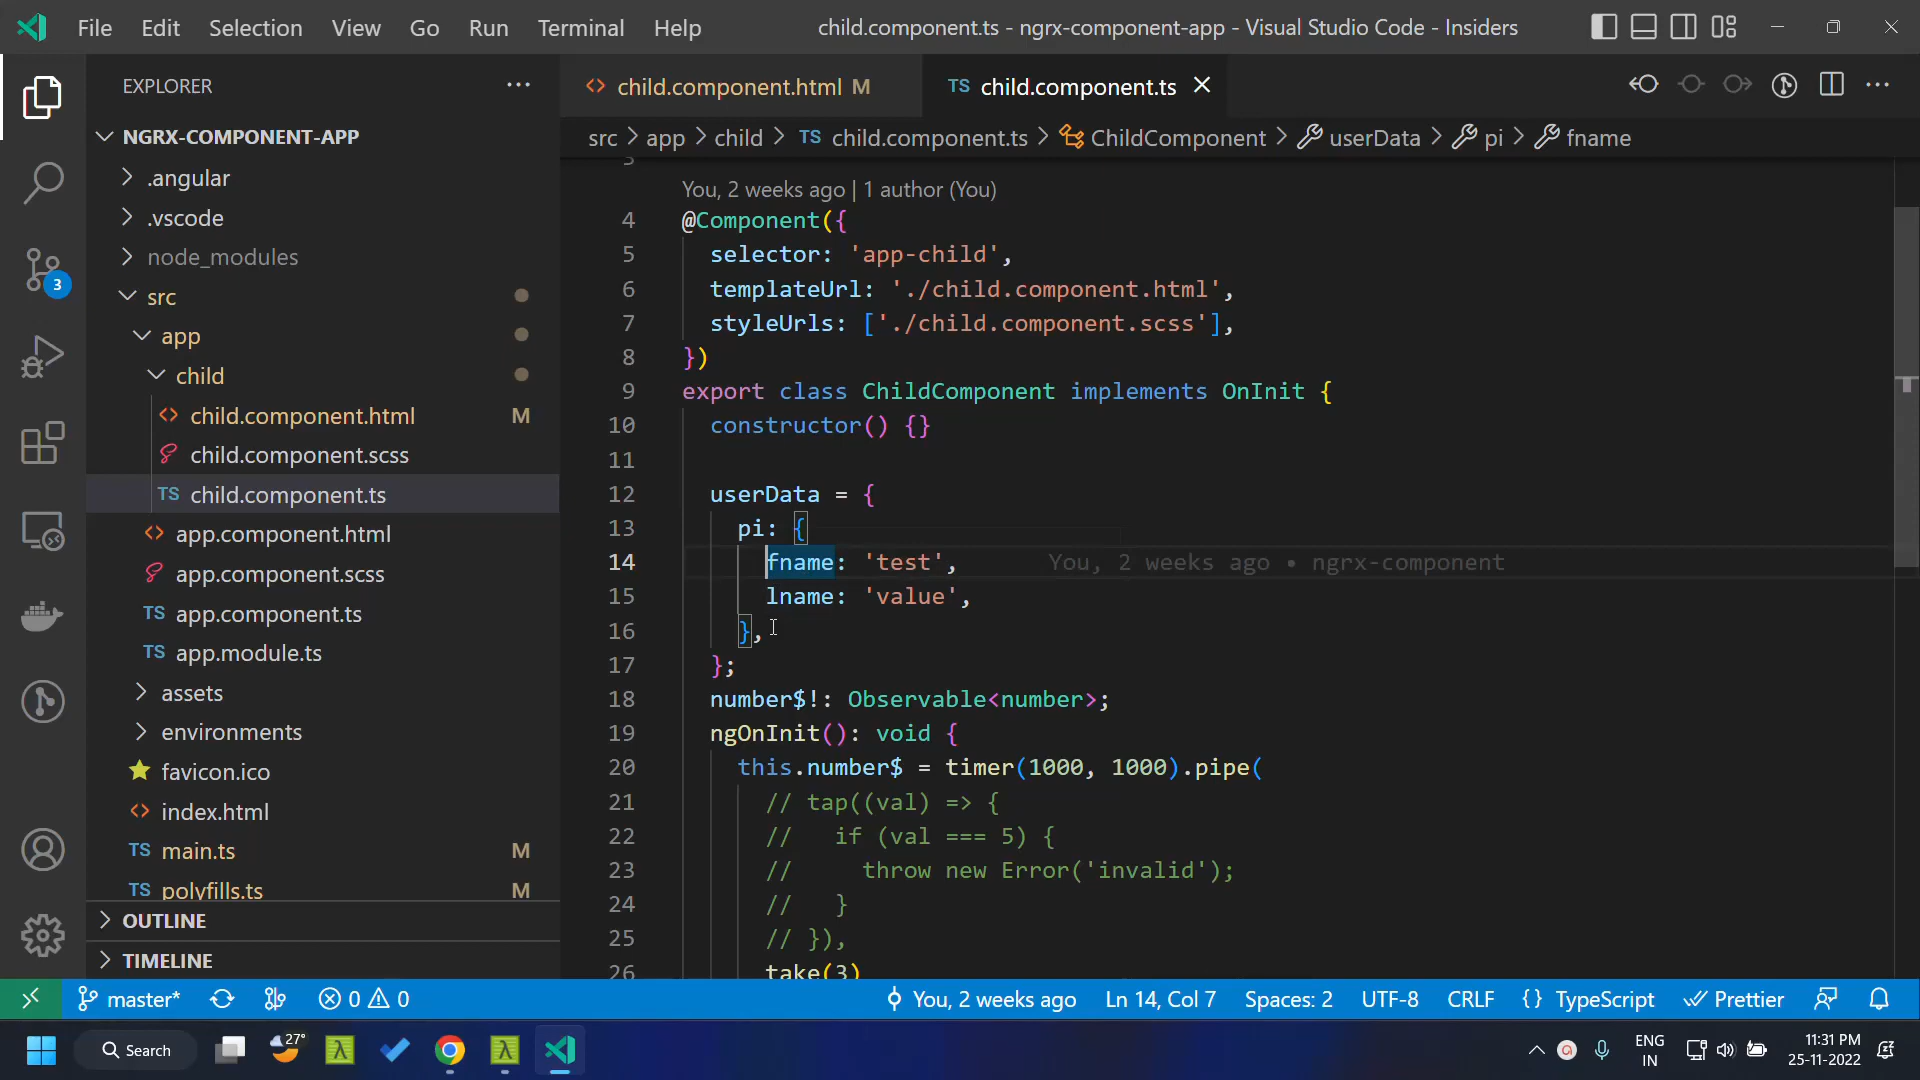 File Edit Selection View Go Run Terminal Help
child.component.ts - ngrx-component-app - Visual Studio Code - Insiders
EXPLORER
NGRX-COMPONENT-APP
.angular
.vscode
node_modules
src
app
child
child.component.html M
child.component.scss
TS child.component.ts
app.component.html
app.component.scss
TS app.component.ts
TS app.module.ts
assets
environments
favicon.ico
index.html
TS main.ts M
TS polyfills.ts M
OUTLINE
TIMELINE
3
child.component.html M
TS child.component.ts
src > app > child > TS child.component.ts > ChildComponent > userData > pi > fname
3
You, 2 weeks ago | 1 author (You)
4 @Component({
5 selector: 'app-child',
6 templateUrl: './child.component.html',
7 styleUrls: ['./child.component.scss'],
8 })
9 export class ChildComponent implements OnInit {
10 constructor() {}
11
12 userData = {
13 pi: {
14 fname: 'test', You, 2 weeks ago • ngrx-component
15 lname: 'value',
16 },
17 };
18 number$!: Observable<number>;
19 ngOnInit(): void {
20 this.number$ = timer(1000, 1000).pipe(
21 // tap((val) => {
22 // if (val === 5) {
23 // throw new Error('invalid');
24 // }
25 // }),
26 take(3)
master* 0 0 You, 2 weeks ago Ln 14, Col 7 Spaces: 2 UTF-8 CRLF {} TypeScript Prettier
Search 27° ENG IN 11:31 PM 25-11-2022